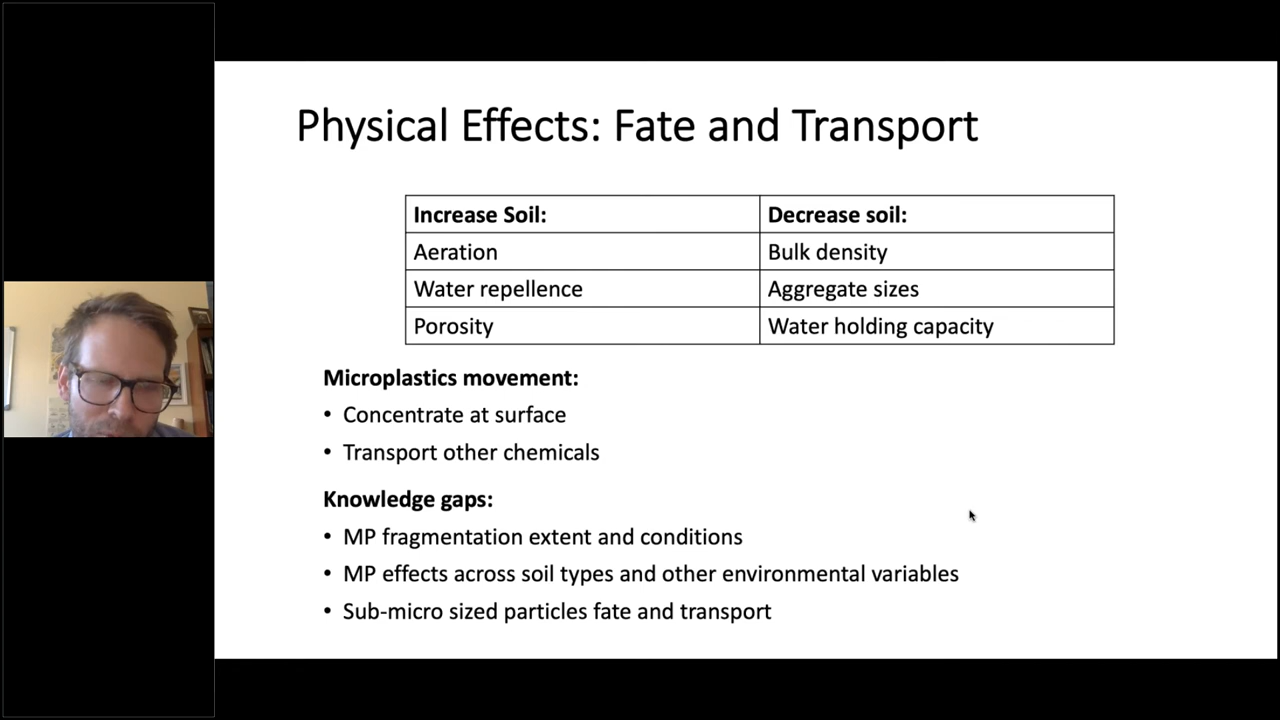 Physical Effects: Fate and Transport
Increase Soil: Decrease soil:
Aeration Bulk density
Water repellence Aggregate sizes
Porosity Water holding capacity
Microplastics movement:
• Concentrate at surface
• Transport other chemicals
Knowledge gaps:
• MP fragmentation extent and conditions
• MP effects across soil types and other environmental variables
• Sub-micro sized particles fate and transport